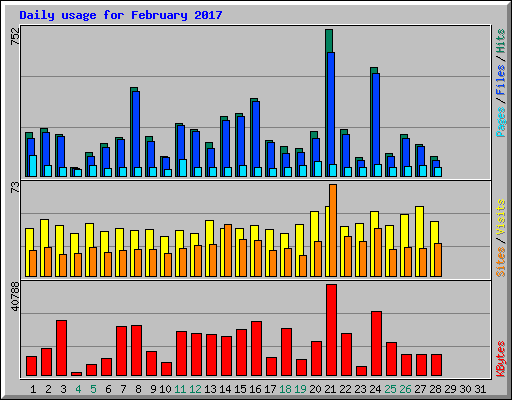 Daily usage for February 2017
752
Pages / Files / Hits
73
Sites / Visits
40788
KBytes
1 2 3 4 5 6 7 8 9 10 11 12 13 14 15 16 17 18 19 20 21 22 23 24 25 26 27 28 29 30 31